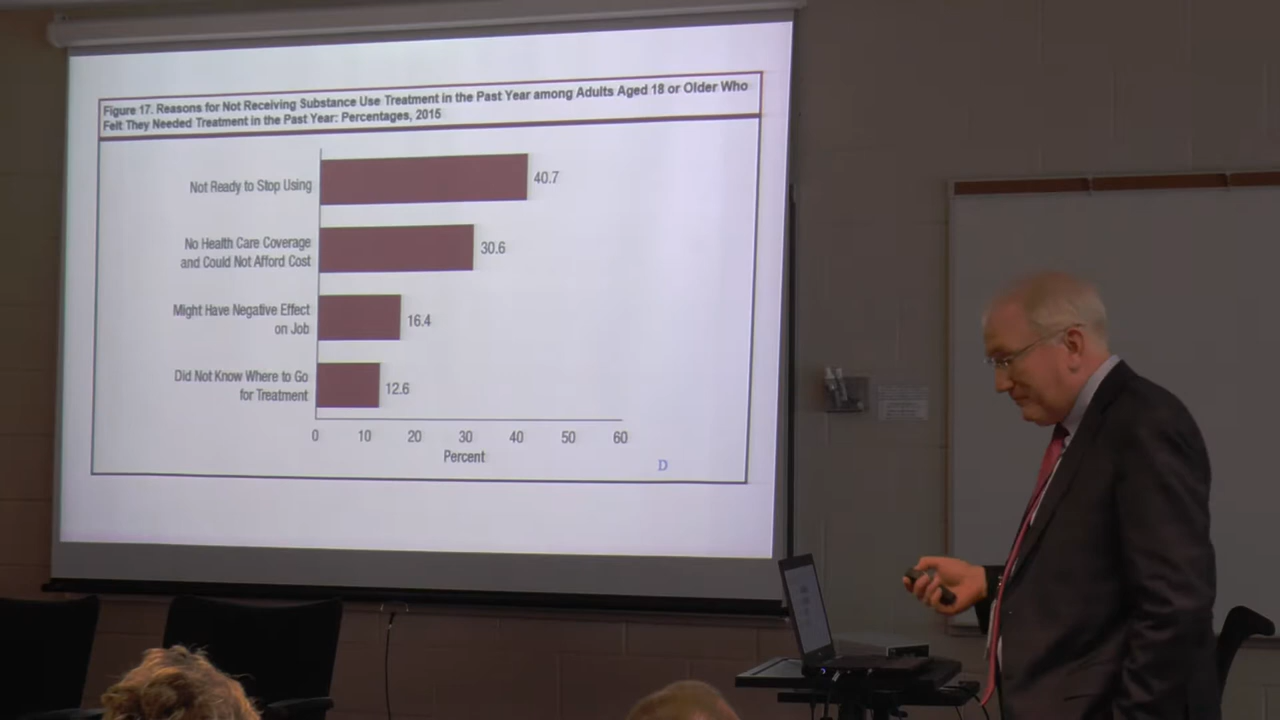 Figure 17. Reasons for Not Receiving Substance Use Treatment in the Past Year among Adults Aged 18 or Older Who
Felt They Needed Treatment in the Past Year: Percentages, 2015
Not Ready to Stop Using
40.7
No Health Care Coverage
and Could Not Afford Cost
30.6
Might Have Negative Effect
on Job
16.4
Did Not Know Where to Go
for Treatment
12.6
0 10 20 30 40 50 60
Percent
D